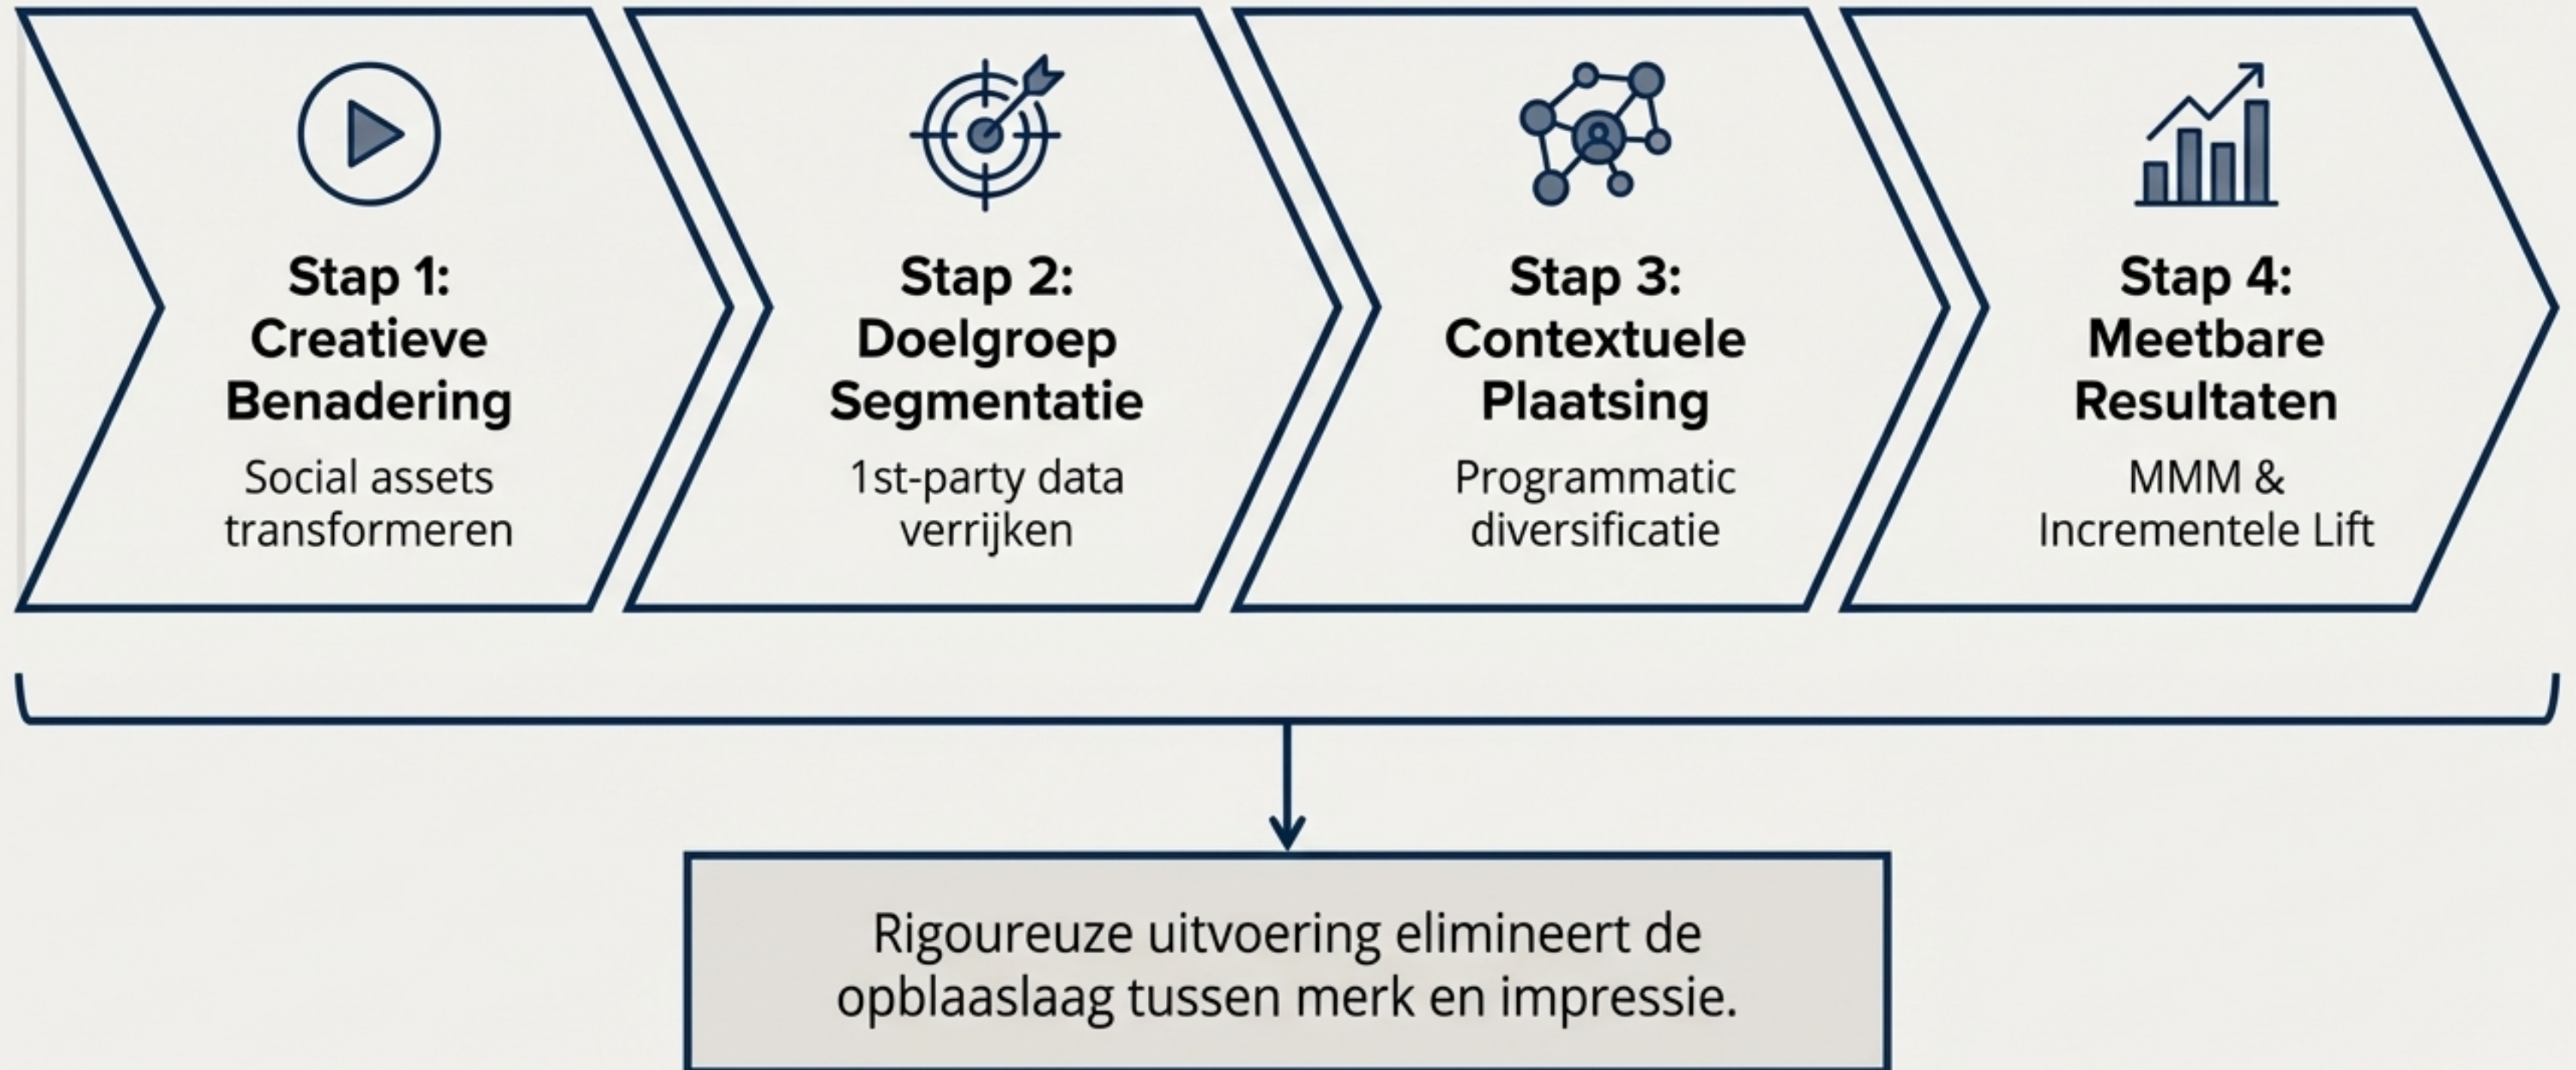 Stap 1:
Creatieve
Benadering
Social assets
transformeren
Stap 2:
Doelgroep
Segmentatie
1st-party data
verrijken
Stap 3:
Contextuele
Plaatsing
Programmatic
diversificatie
Stap 4:
Meetbare
Resultaten
MMM &
Incrementele Lift
Rigoureuze uitvoering elimineert de
opblaaslaag tussen merk en impressie.